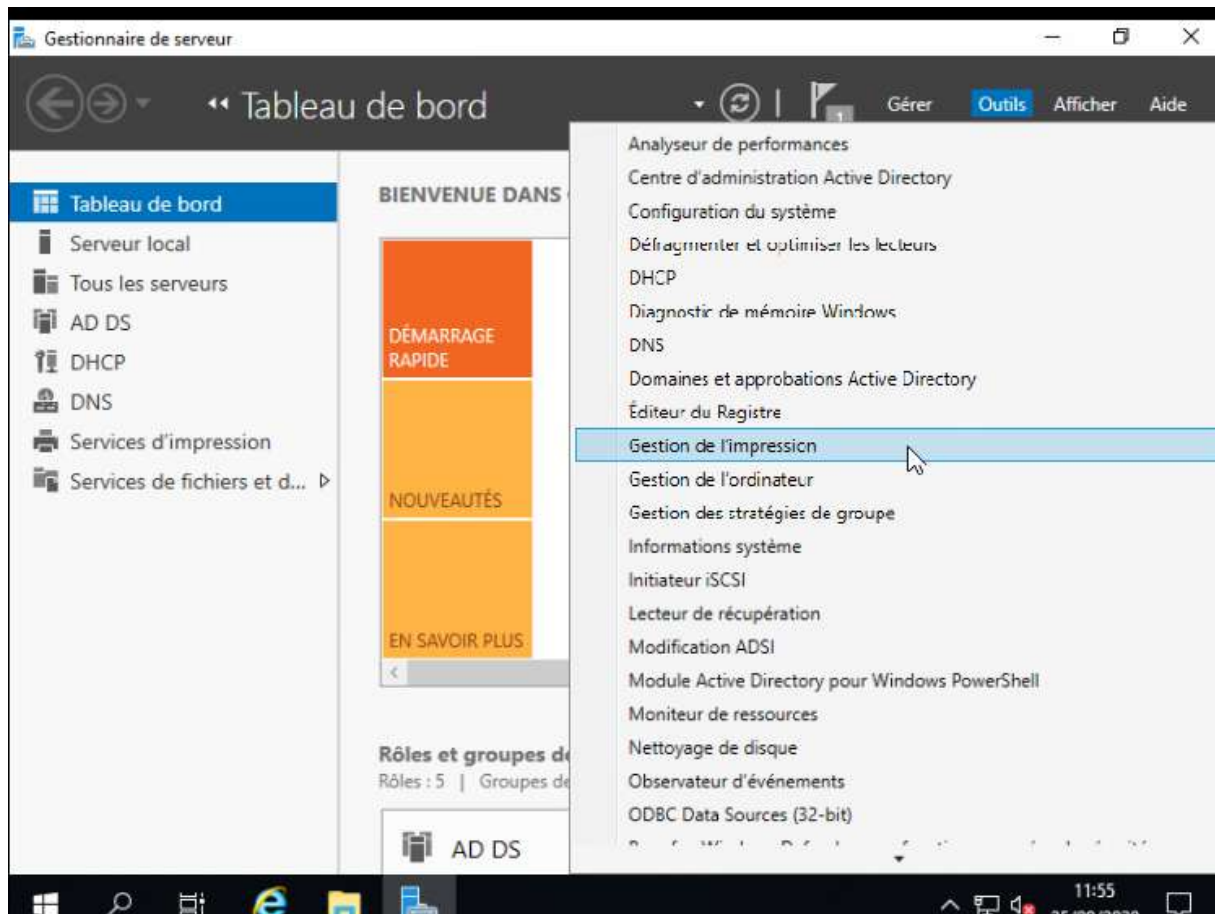 Gestionnaire de serveur
Tableau de bord
1
Gérer
Outils
Afficher
Aide
Tableau de bord
Serveur local
Tous les serveurs
AD DS
DHCP
DNS
Services d'impression
Services de fichiers et d...
BIENVENUE DANS
DÉMARRAGE
RAPIDE
NOUVEAUTÉS
EN SAVOIR PLUS
Rôles et groupes de
Rôles : 5 | Groupes de
AD DS
Analyseur de performances
Centre d'administration Active Directory
Configuration du système
Défragmenter et optimiser les lecteurs
DHCP
Diagnostic de mémoire Windows
DNS
Domaines et approbations Active Directory
Éditeur du Registre
Gestion de l'impression
Gestion de l'ordinateur
Gestion des stratégies de groupe
Informations système
Initiateur iSCSI
Lecteur de récupération
Modification ADSI
Module Active Directory pour Windows PowerShell
Moniteur de ressources
Nettoyage de disque
Observateur d'événements
ODBC Data Sources (32-bit)
11:55